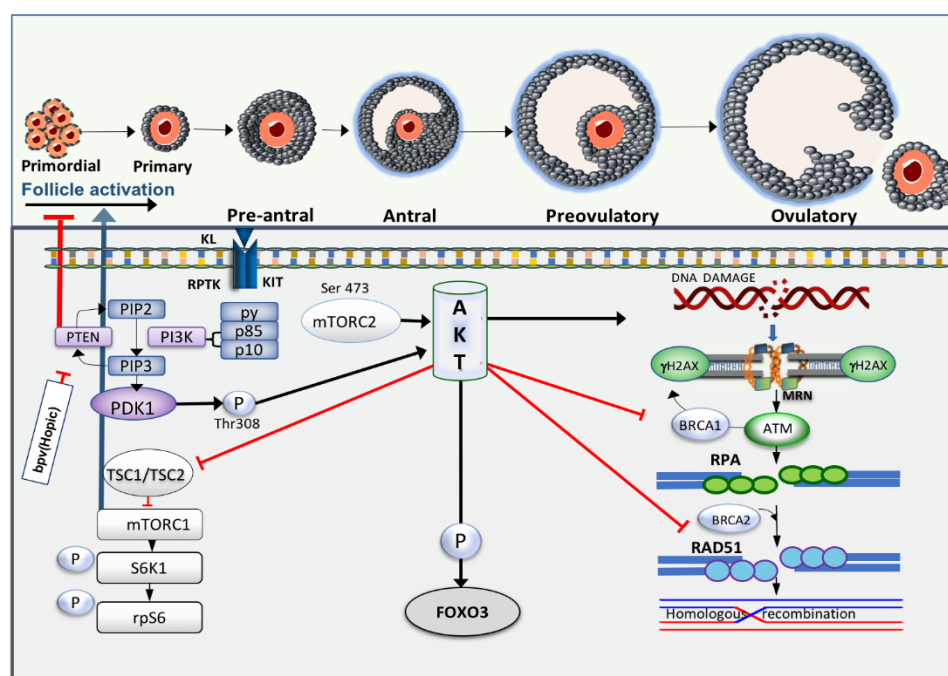 Primordial
Primary
Follicle activation
Pre-antral
Antral
Preovulatory
Ovulatory
KL
RPTK
KIT
PTEN
PIP2
PIP3
PI3K
py
p85
p10
Ser 473
mTORC2
A
K
T
DNA DAMAGE
γH2AX
γH2AX
MRN
BRCA1
ATM
PDK1
P
Thr308
bpv(Hopic)
TSC1/TSC2
mTORC1
P
S6K1
P
rpS6
P
FOXO3
RPA
BRCA2
RAD51
Homologous recombination